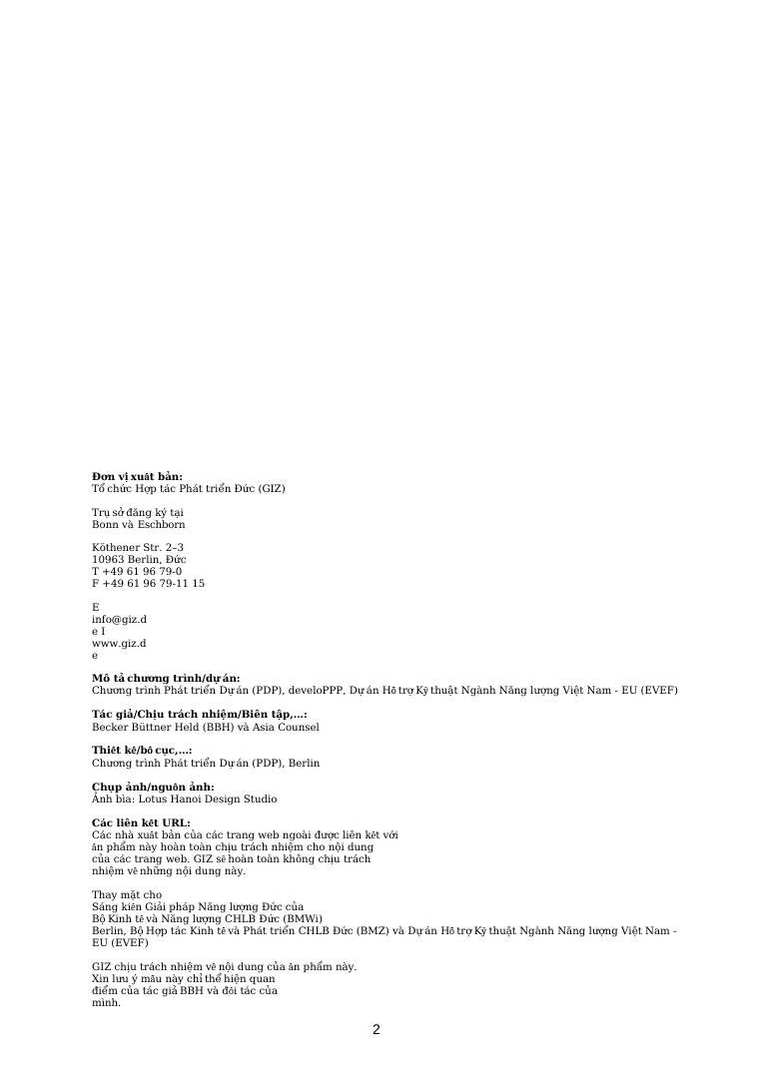 Đơn vị xuất bản:
Tổ chức Hợp tác Phát triển Đức (GIZ)
Trụ sở đăng ký tại
Bonn và Eschborn
Köthener Str. 2–3
10963 Berlin, Đức
T +49 61 96 79-0
F +49 61 96 79-11 15
E
info@giz.d
e I
www.giz.d
e
Mô tả chương trình/dự án:
Chương trình Phát triển Dự án (PDP), develoPPP, Dự án Hỗ trợ Kỹ thuật Ngành Năng lượng Việt Nam - EU (EVEF)
Tác giả/Chịu trách nhiệm/Biên tập,...:
Becker Büttner Held (BBH) và Asia Counsel
Thiết kế/bố cục,...:
Chương trình Phát triển Dự án (PDP), Berlin
Chụp ảnh/nguồn ảnh:
Ảnh bìa: Lotus Hanoi Design Studio
Các liên kết URL:
Các nhà xuất bản của các trang web ngoài được liên kết với
ấn phẩm này hoàn toàn chịu trách nhiệm cho nội dung
của các trang web. GIZ sẽ hoàn toàn không chịu trách
nhiệm về những nội dung này.
Thay mặt cho
Sáng kiến Giải pháp Năng lượng Đức của
Bộ Kinh tế và Năng lượng CHLB Đức (BMWi)
Berlin, Bộ Hợp tác Kinh tế và Phát triển CHLB Đức (BMZ) và Dự án Hỗ trợ Kỹ thuật Ngành Năng lượng Việt Nam -
EU (EVEF)
GIZ chịu trách nhiệm về nội dung của ấn phẩm này.
Xin lưu ý mẫu này chỉ thể hiện quan
điểm của tác giả BBH và đối tác của
mình.
2